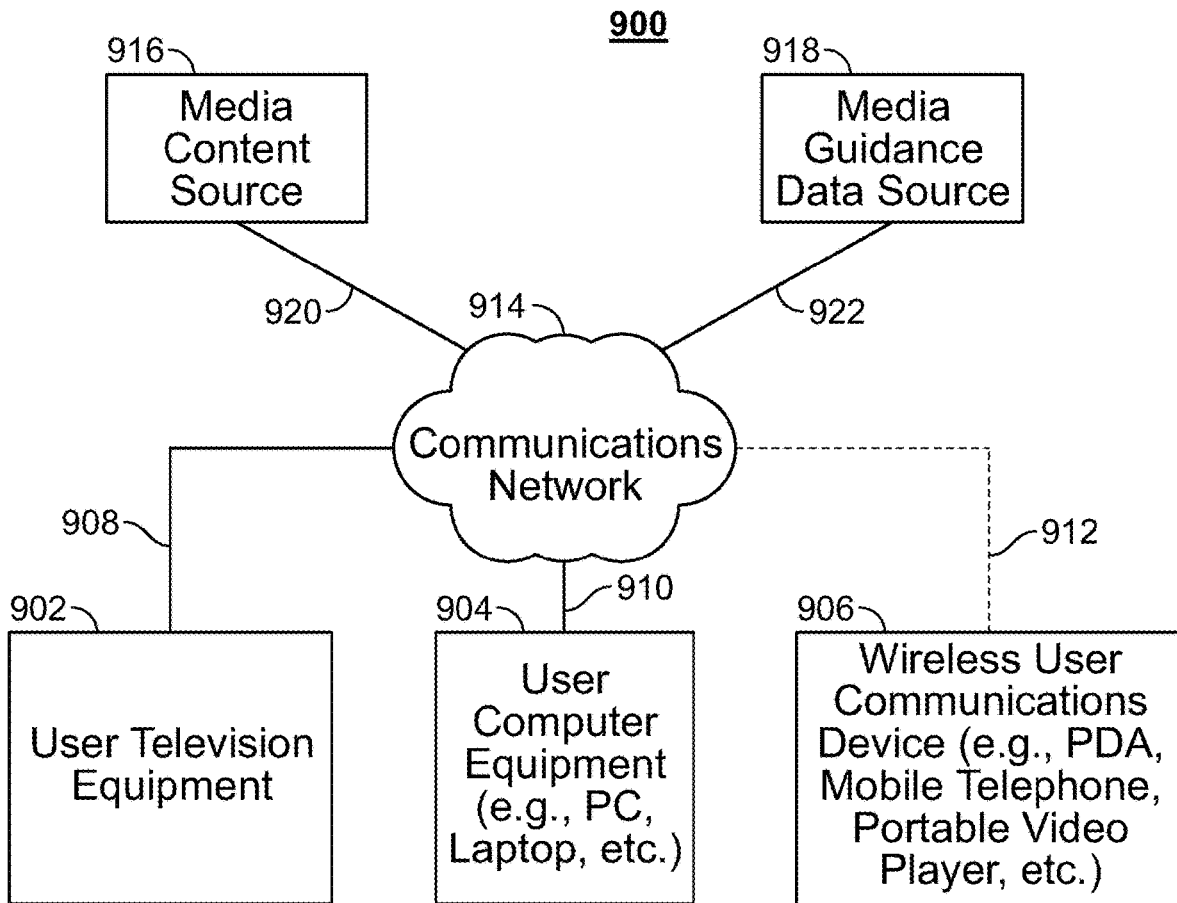 900
916
Media
Content
Source
918
Media
Guidance
Data Source
920
922
914
Communications
Network
908
912
910
902
User Television
Equipment
904
User
Computer
Equipment
(e.g., PC,
Laptop, etc.)
906
Wireless User
Communications
Device (e.g., PDA,
Mobile Telephone,
Portable Video
Player, etc.)